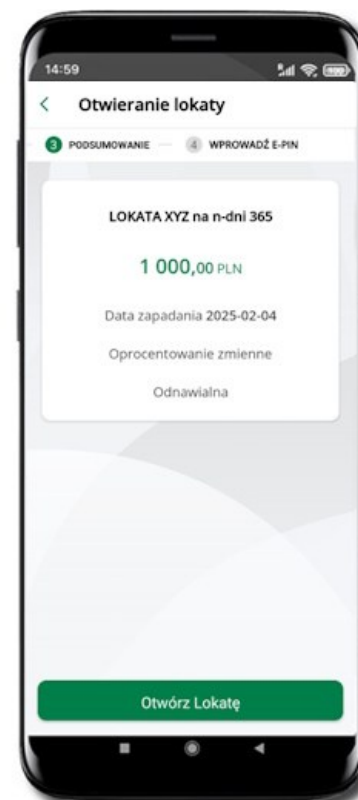 14:59
Otwieranie lokaty
3 PODSUMOWANIE 4 WPROWADŹ E-PIN
LOKATA XYZ na n-dni 365
1 000,00 PLN
Data zapadania 2025-02-04
Oprocentowanie zmienne
Odnawialna
Otwórz Lokatę